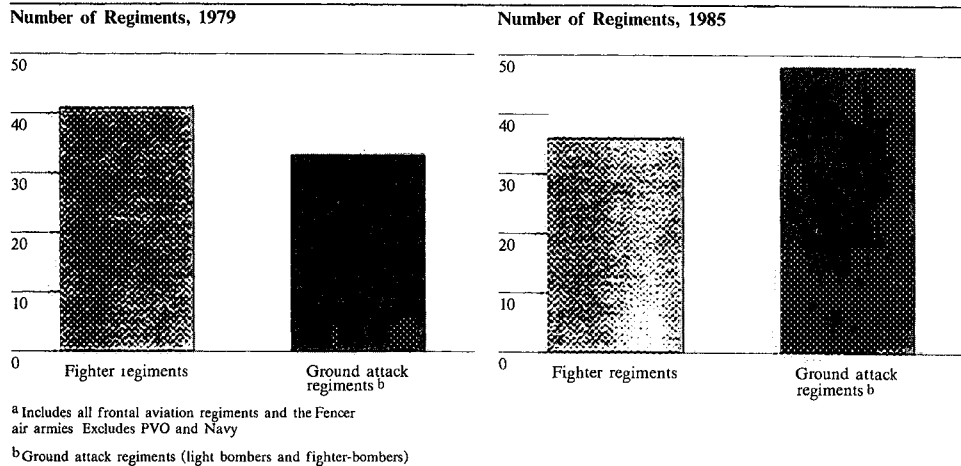 Number of Regiments, 1979
50
40
30
20
10
0
Fighter regiments
Ground attack
regiments b
Number of Regiments, 1985
50
40
30
20
10
0
Fighter regiments
Ground attack
regiments b
a Includes all frontal aviation regiments and the Fencer
air armies Excludes PVO and Navy
b Ground attack regiments (light bombers and fighter-bombers)